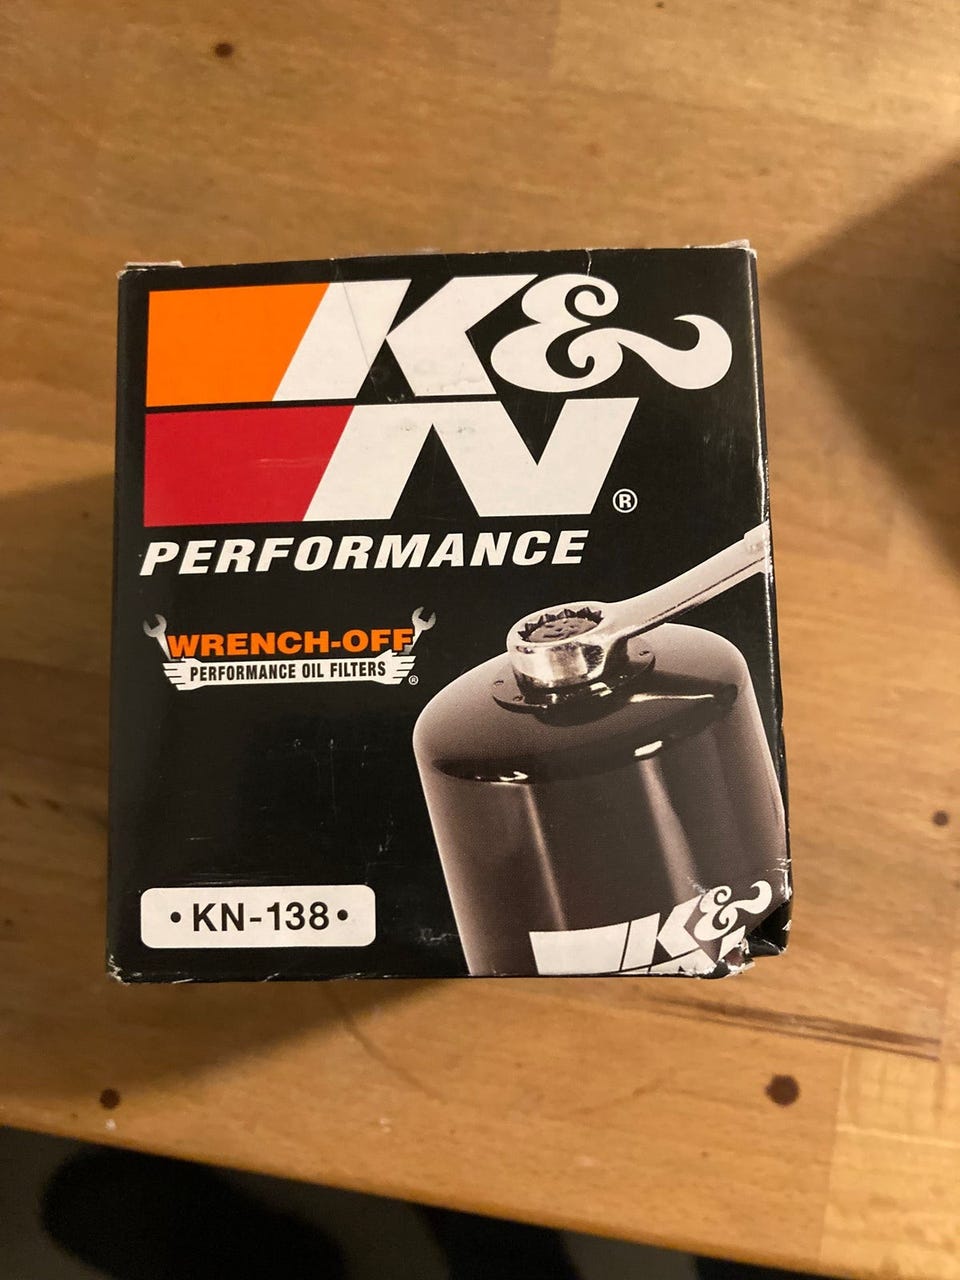 K&
N®
PERFORMANCE
WRENCH-OFF
PERFORMANCE OIL FILTERS®
• KN-138 •
K&
N